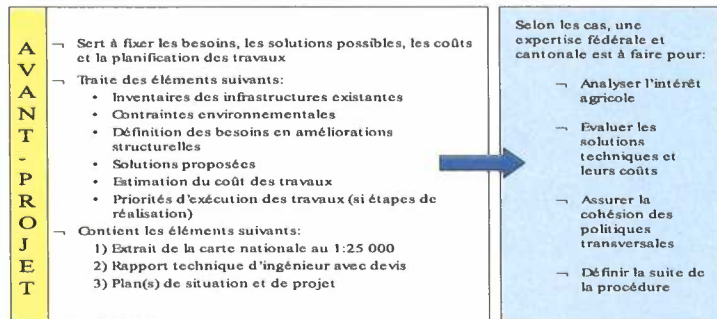 AVANT-PROJET
¬ Sert à fixer les besoins, les solutions possibles, les coûts
et la planification des travaux
¬ Traite des éléments suivants:
• Inventaires des infrastructures existantes
• Contraintes environnementales
• Définition des besoins en améliorations
structurelles
• Solutions proposées
• Estimation du coût des travaux
• Priorités d'exécution des travaux (si étapes de
réalisation)
¬ Contient les éléments suivants:
1) Extrait de la carte nationale au 1:25 000
2) Rapport technique d'ingénieur avec devis
3) Plan(s) de situation et de projet
Selon les cas, une
expertise fédérale et
cantonale est à faire pour:
¬ Analyser l'intérêt
agricole
¬ Evaluer les
solutions
techniques et
leurs coûts
¬ Assurer la
cohésion des
politiques
transversales
¬ Définir la suite de
la procédure